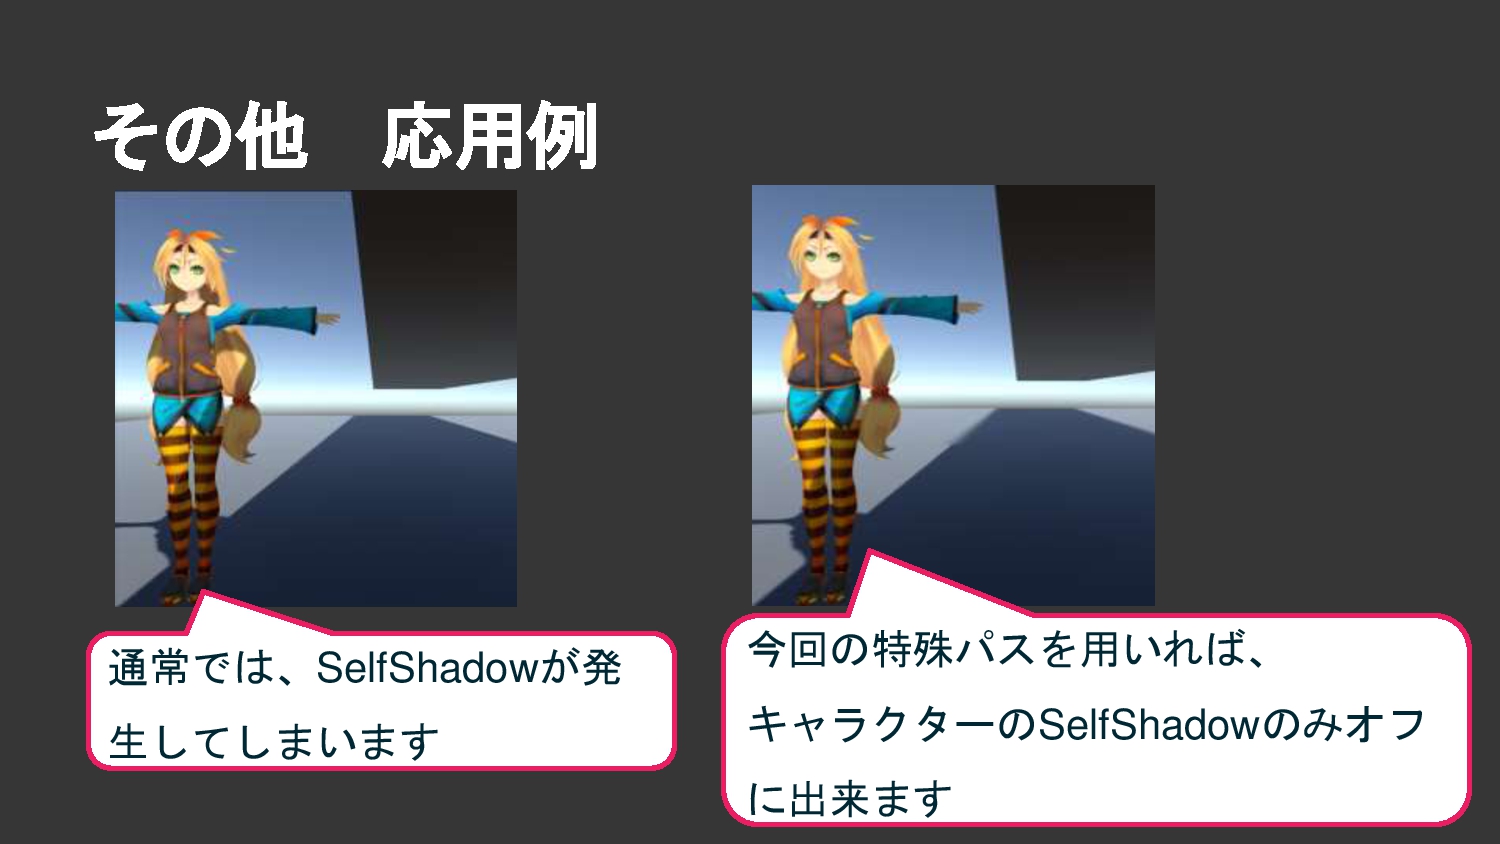 その他　応用例
通常では、SelfShadowが発
生してしまいます
今回の特殊パスを用いれば、
キャラクターのSelfShadowのみオフ
に出来ます